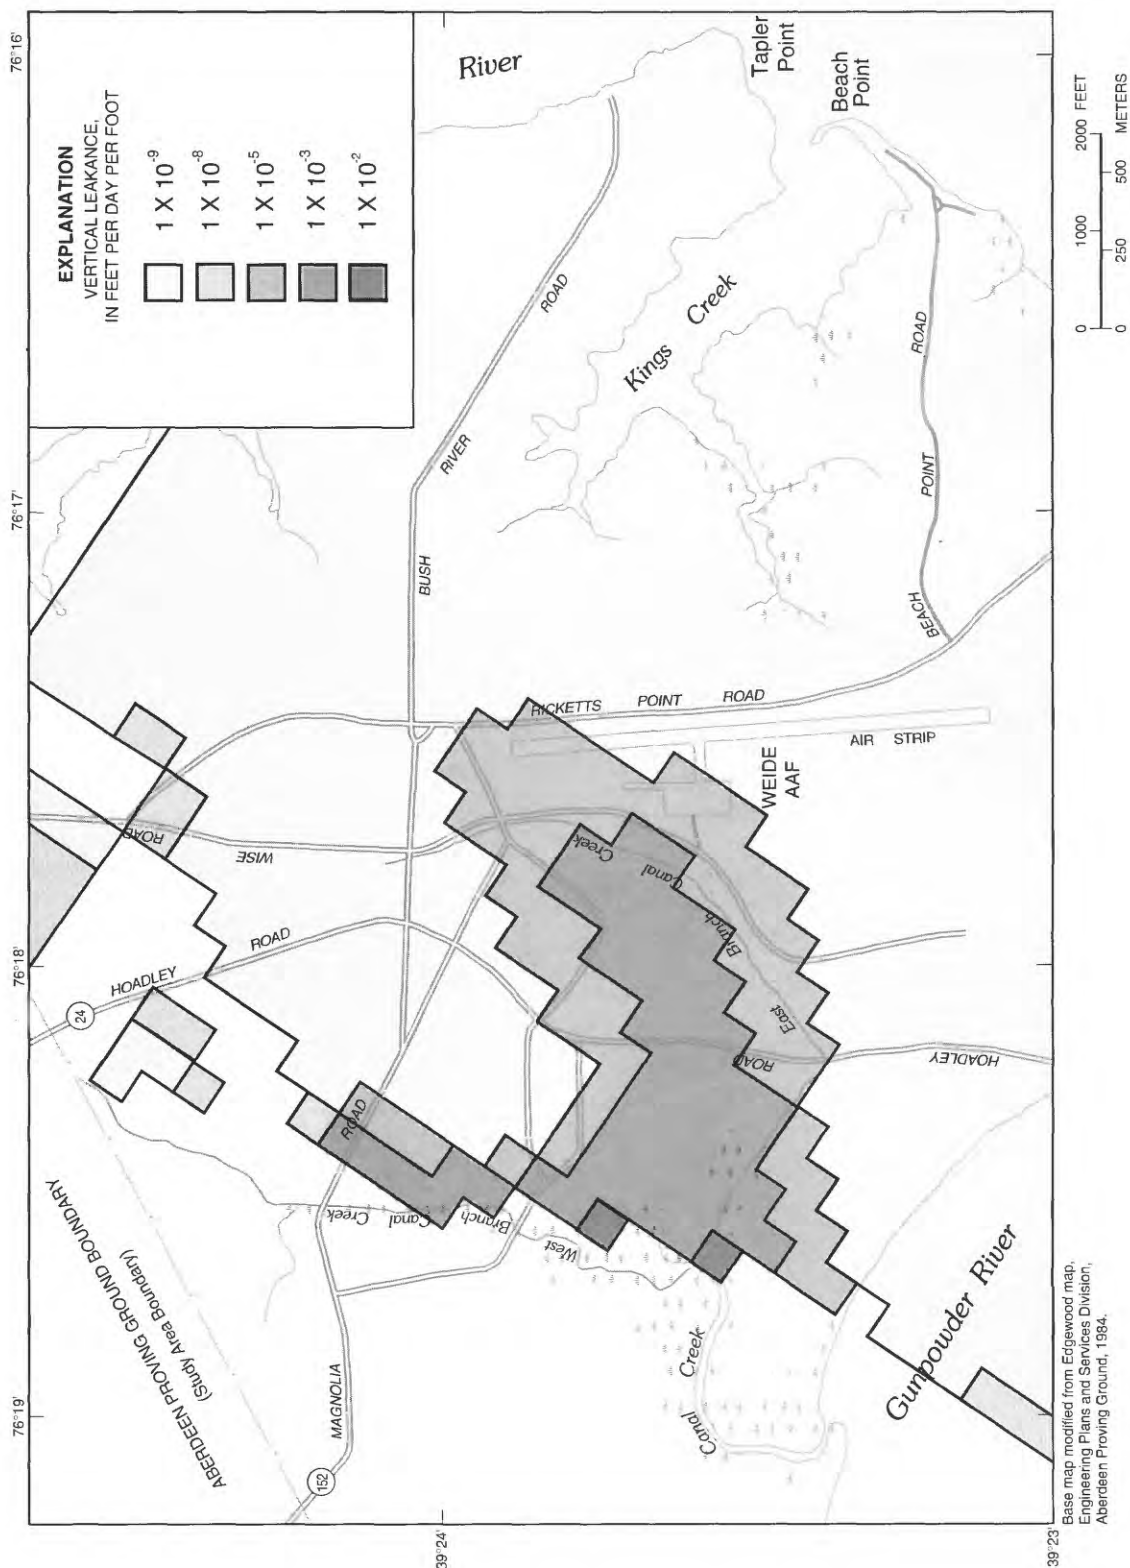 76°16'
76°17'
76°18'
76°19'
EXPLANATION
VERTICAL LEAKANCE,
IN FEET PER DAY PER FOOT
1 X 10⁻⁹
1 X 10⁻⁸
1 X 10⁻⁵
1 X 10⁻³
1 X 10⁻²
River
Tapler
Point
Beach
Point
Kings Creek
BUSH RIVER ROAD
BEACH POINT ROAD
RICKETTS POINT ROAD
AIR STRIP
WEIDE
AAF
WISE ROAD
HOADLEY ROAD
24
East Branch Canal Creek
HOADLEY ROAD
West Branch Canal Creek
MAGNOLIA ROAD
152
Canal Creek
Gunpowder River
ABERDEEN PROVING GROUND BOUNDARY
(Study Area Boundary)
39°24'
39°23'
0 1000 2000 FEET
0 250 500 METERS
Base map modified from Edgewood map,
Engineering Plans and Services Division,
Aberdeen Proving Ground, 1984.